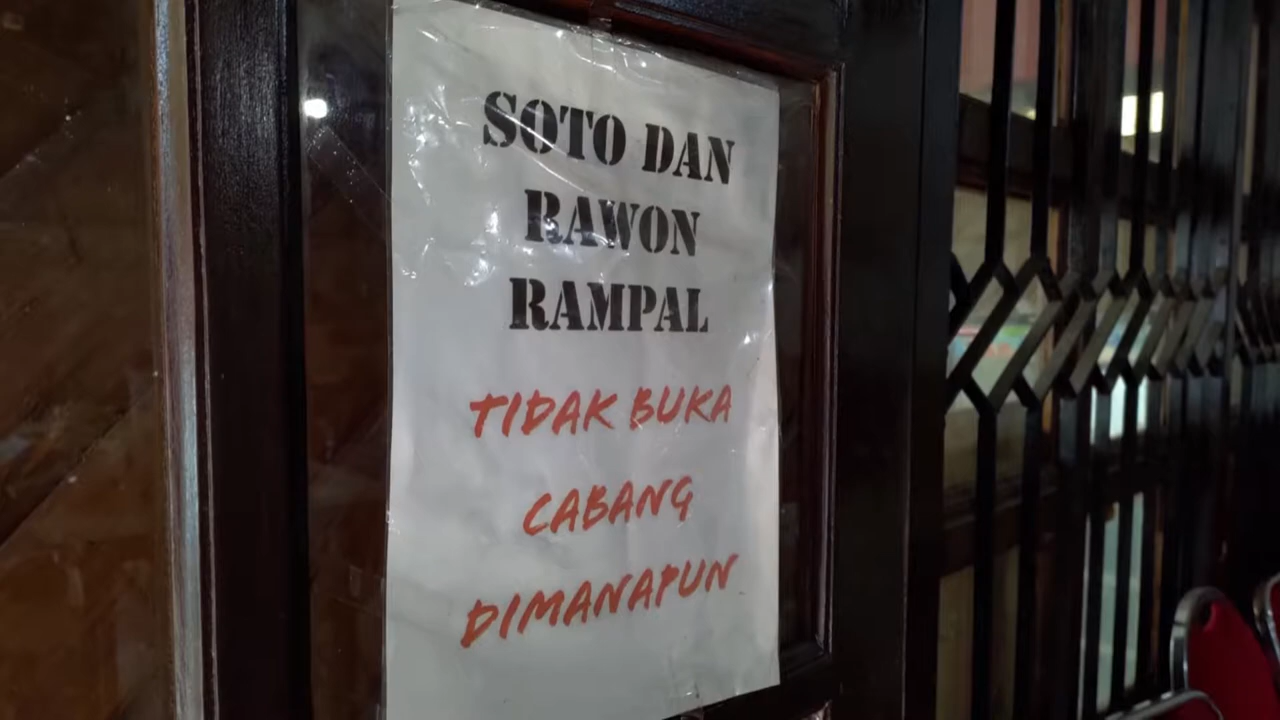 SOTO DAN
RAWON
RAMPAL
TIDAK BUKA
CABANG
DIMANAPUN